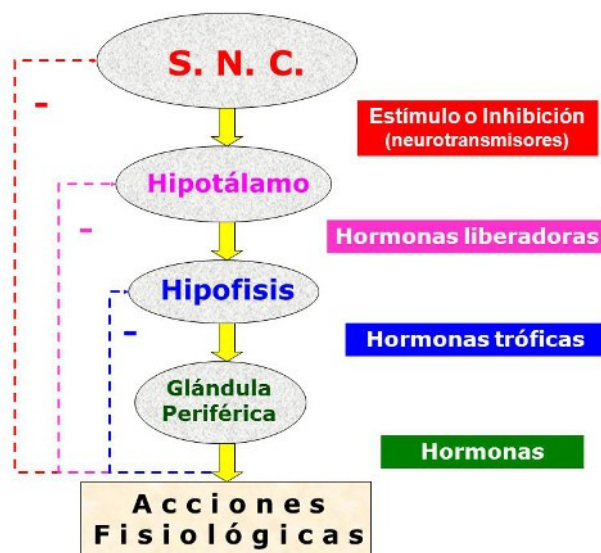 S. N. C.
-
Estímulo o Inhibición
(neurotransmisores)
Hipotálamo
-
Hormonas liberadoras
Hipofisis
-
Hormonas tróficas
Glándula
Periférica
Hormonas
Acciones
Fisiológicas